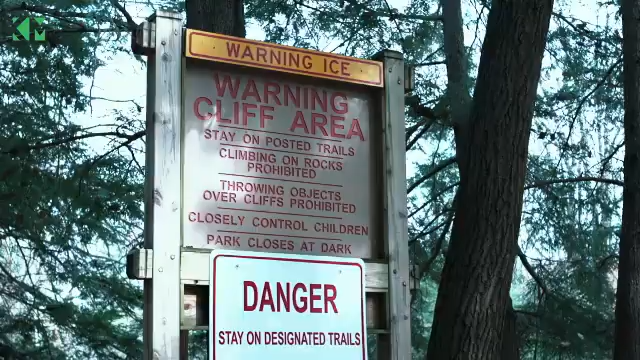 WARNING ICE
WARNING
CLIFF AREA
STAY ON POSTED TRAILS
CLIMBING ON ROCKS
PROHIBITED
THROWING OBJECTS
OVER CLIFFS PROHIBITED
CLOSELY CONTROL CHILDREN
PARK CLOSES AT DARK
DANGER
STAY ON DESIGNATED TRAILS